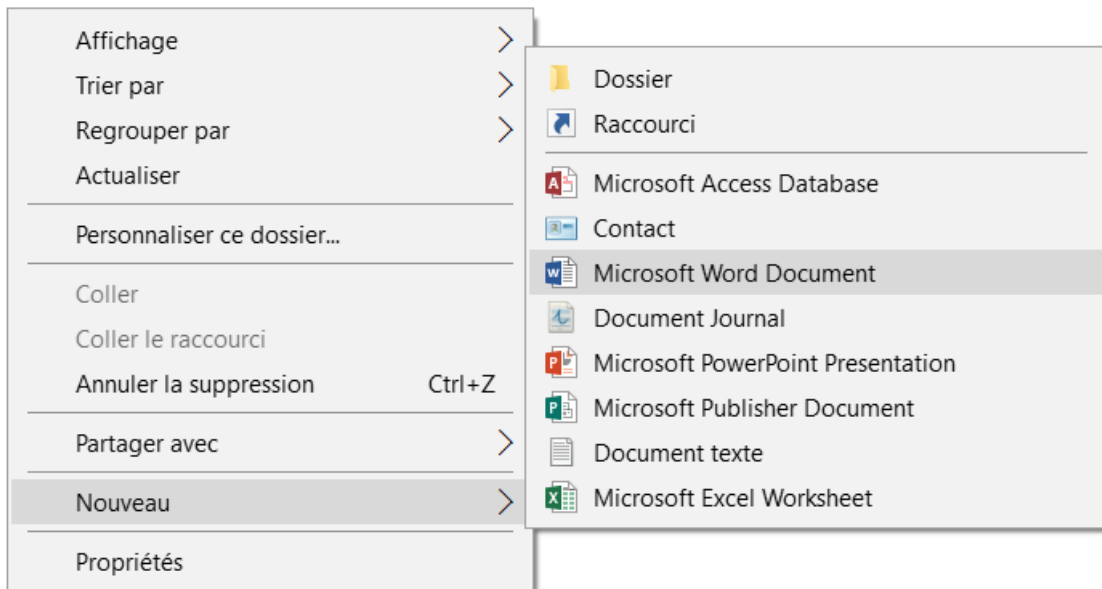 Affichage
Trier par
Regrouper par
Actualiser
Personnaliser ce dossier...
Coller
Coller le raccourci
Annuler la suppression Ctrl+Z
Partager avec
Nouveau
Propriétés
Dossier
Raccourci
Microsoft Access Database
Contact
Microsoft Word Document
Document Journal
Microsoft PowerPoint Presentation
Microsoft Publisher Document
Document texte
Microsoft Excel Worksheet